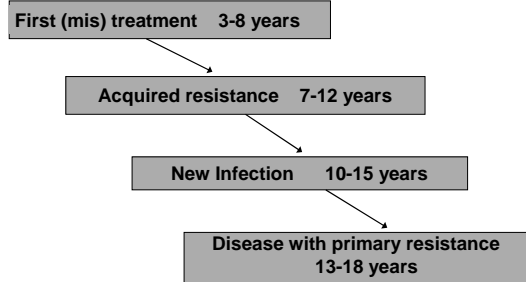 First (mis) treatment 3-8 years
Acquired resistance 7-12 years
New Infection 10-15 years
Disease with primary resistance
13-18 years